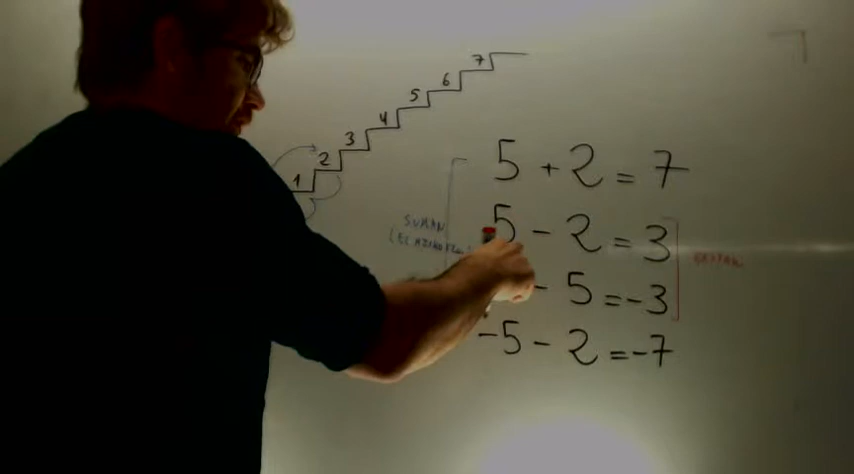 1 2 3 4 5 6 7
5 + 2 = 7
5 - 2 = 3
- 5 = -3
-5 - 2 = -7
SUMAN
RESTAN